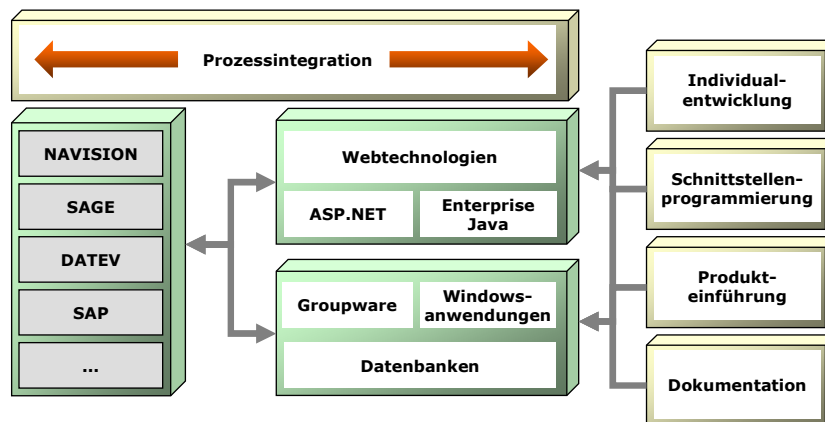 Prozessintegration
NAVISION
SAGE
DATEV
SAP
...
Webtechnologien
ASP.NET
Enterprise
Java
Groupware
Windows-
anwendungen
Datenbanken
Individual-
entwicklung
Schnittstellen-
programmierung
Produkt-
einführung
Dokumentation